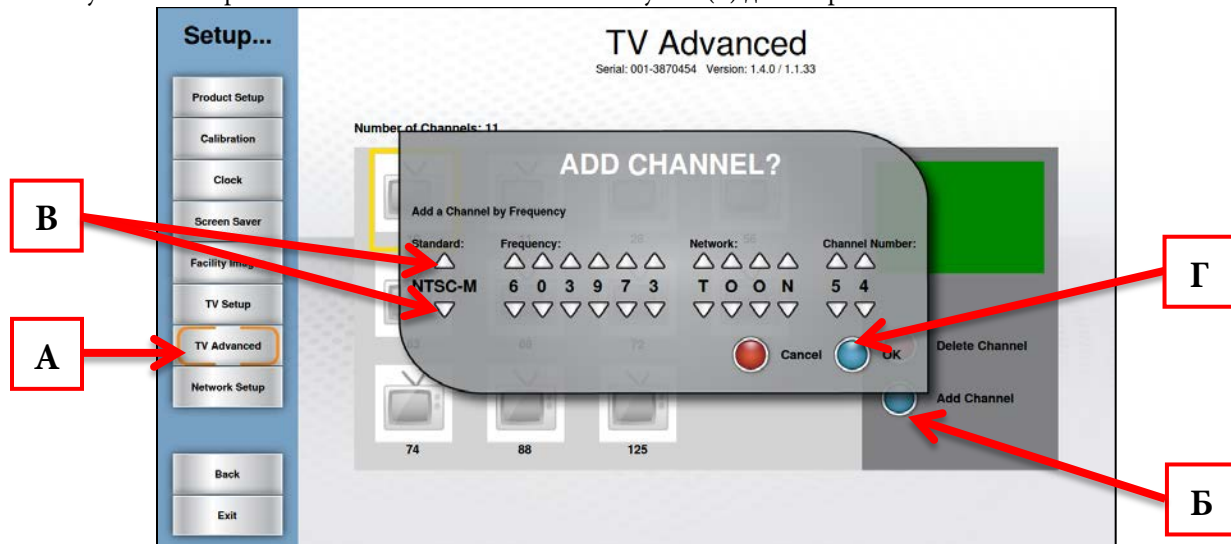 Setup...
TV Advanced
Serial: 001-3870454 Version: 1.4.0 / 1.1.33
Product Setup
Calibration
Clock
Screen Saver
TV Setup
TV Advanced
Network Setup
Back
Exit
Number of Channels: 11
ADD CHANNEL?
Add a Channel by Frequency
Standard: Frequency: Network: Channel Number:
NTSC-M 6 0 3 9 7 3 T O O N 5 4
Cancel OK
Delete Channel
Add Channel
74 88 125
В
А
Г
Б